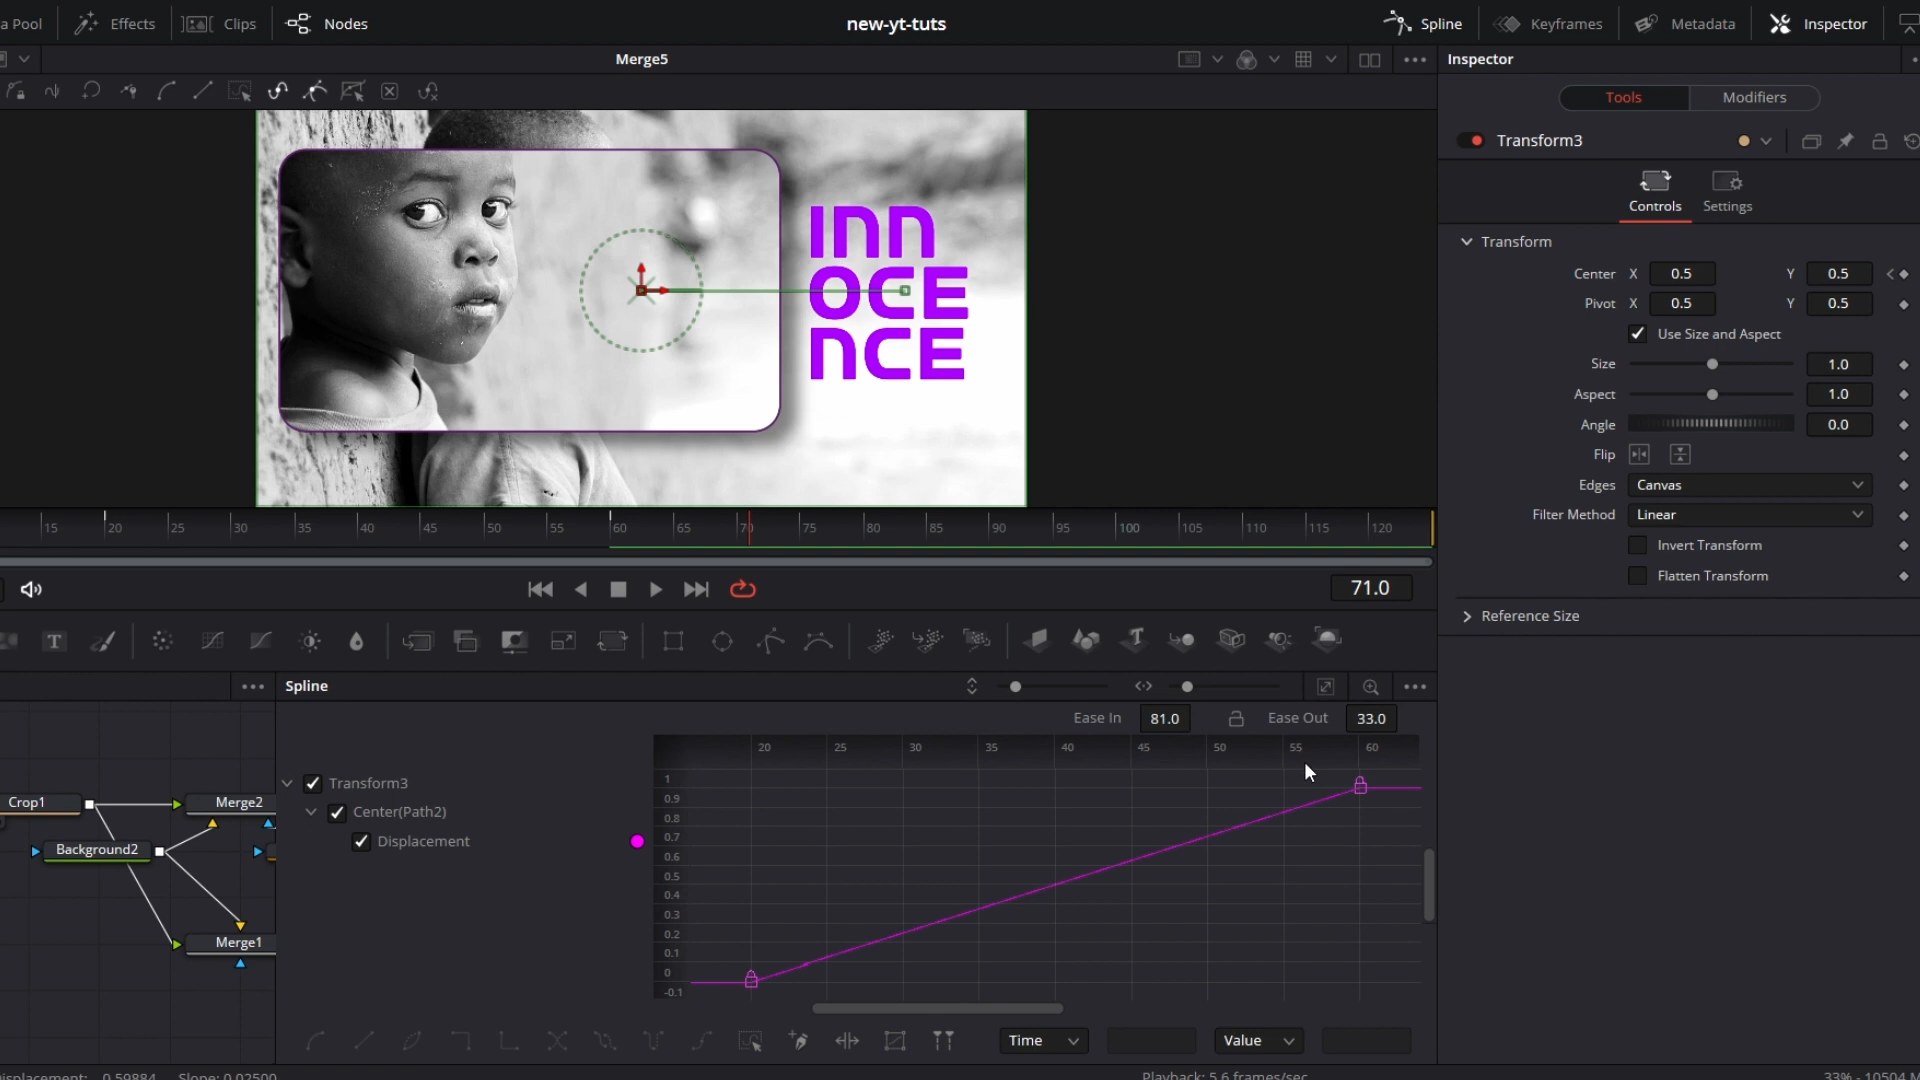 a Pool Effects Clips Nodes new-yt-tuts Spline Keyframes Metadata Inspector
Merge5
Inspector
Tools Modifiers
Transform3
Controls Settings
Transform
Center X 0.5 Y 0.5
Pivot X 0.5 Y 0.5
Use Size and Aspect
Size 1.0
Aspect 1.0
Angle 0.0
Flip
Edges Canvas
Filter Method Linear
Invert Transform
Flatten Transform
Reference Size
INN
OCE
NCE
15 20 25 30 35 40 45 50 55 60 65 70 75 80 85 90 95 100 105 110 115 120
71.0
Spline
Ease In 81.0 Ease Out 33.0
20 25 30 35 40 45 50 55 60
Transform3
Center(Path2)
Displacement
1
0.9
0.8
0.7
0.6
0.5
0.4
0.3
0.2
0.1
0
-0.1
Crop1 Merge2
Background2
Merge1
Time Value
isplacement: 0.59884 Slope: 0.02500 Playback: 5.6 frames/sec 33% - 10504 M